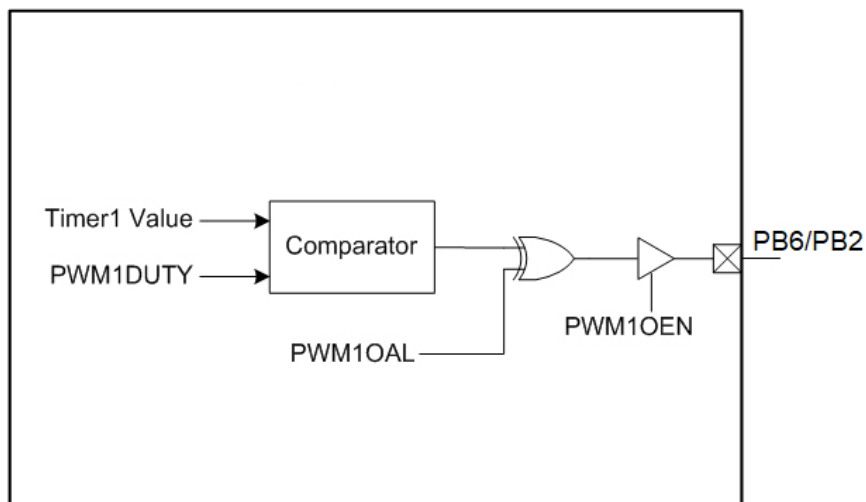 Timer1 Value
Comparator
PB6/PB2
PWM1DUTY
PWM1OEN
PWM1OAL